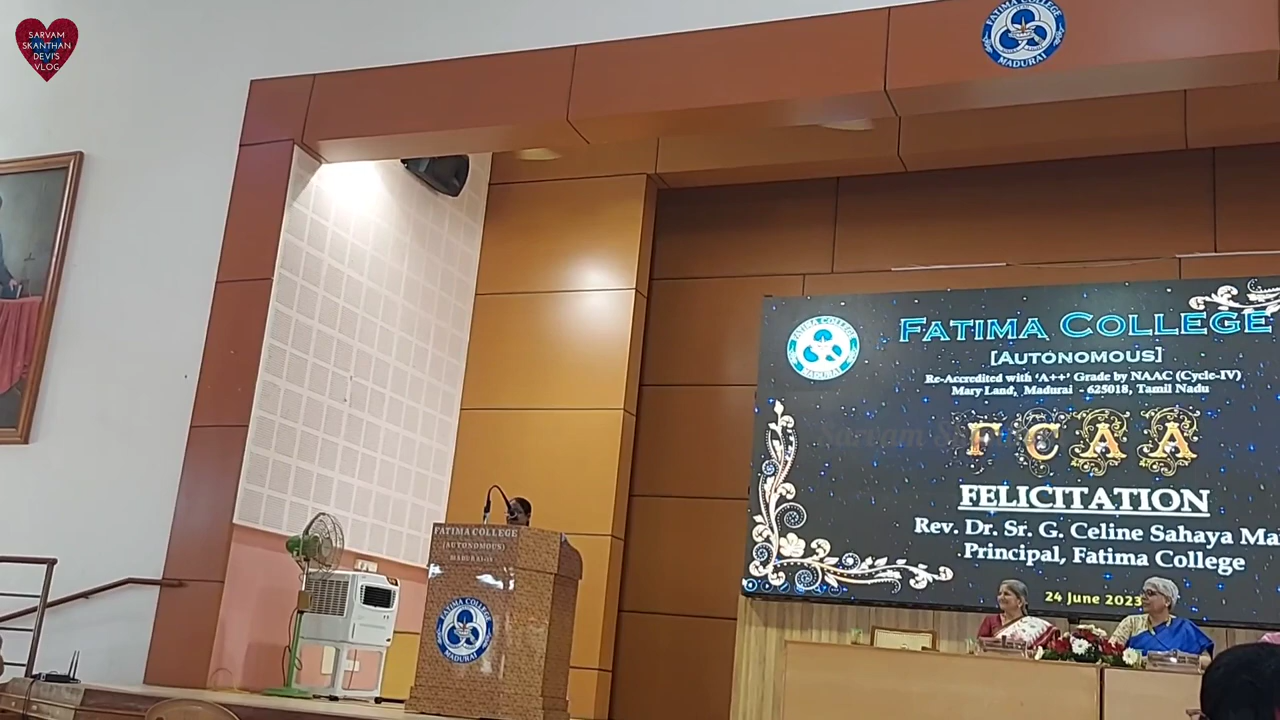 SARVAM
SKANTHAN
DEVI'S
VLOG
FATIMA COLLEGE
MADURAI
FATIMA COLLEGE
MADURAI
FATIMA COLLEGE
[AUTONOMOUS]
Re-Accredited with 'A++' Grade by NAAC (Cycle-IV)
Mary Land, Madurai - 625018, Tamil Nadu
FCAA
FELICITATION
Rev. Dr. Sr. G. Celine Sahaya Ma
Principal, Fatima College
24 June 2023
FATIMA COLLEGE
(AUTONOMOUS)
MADURAI-18
FATIMA COLLEGE
MADURAI